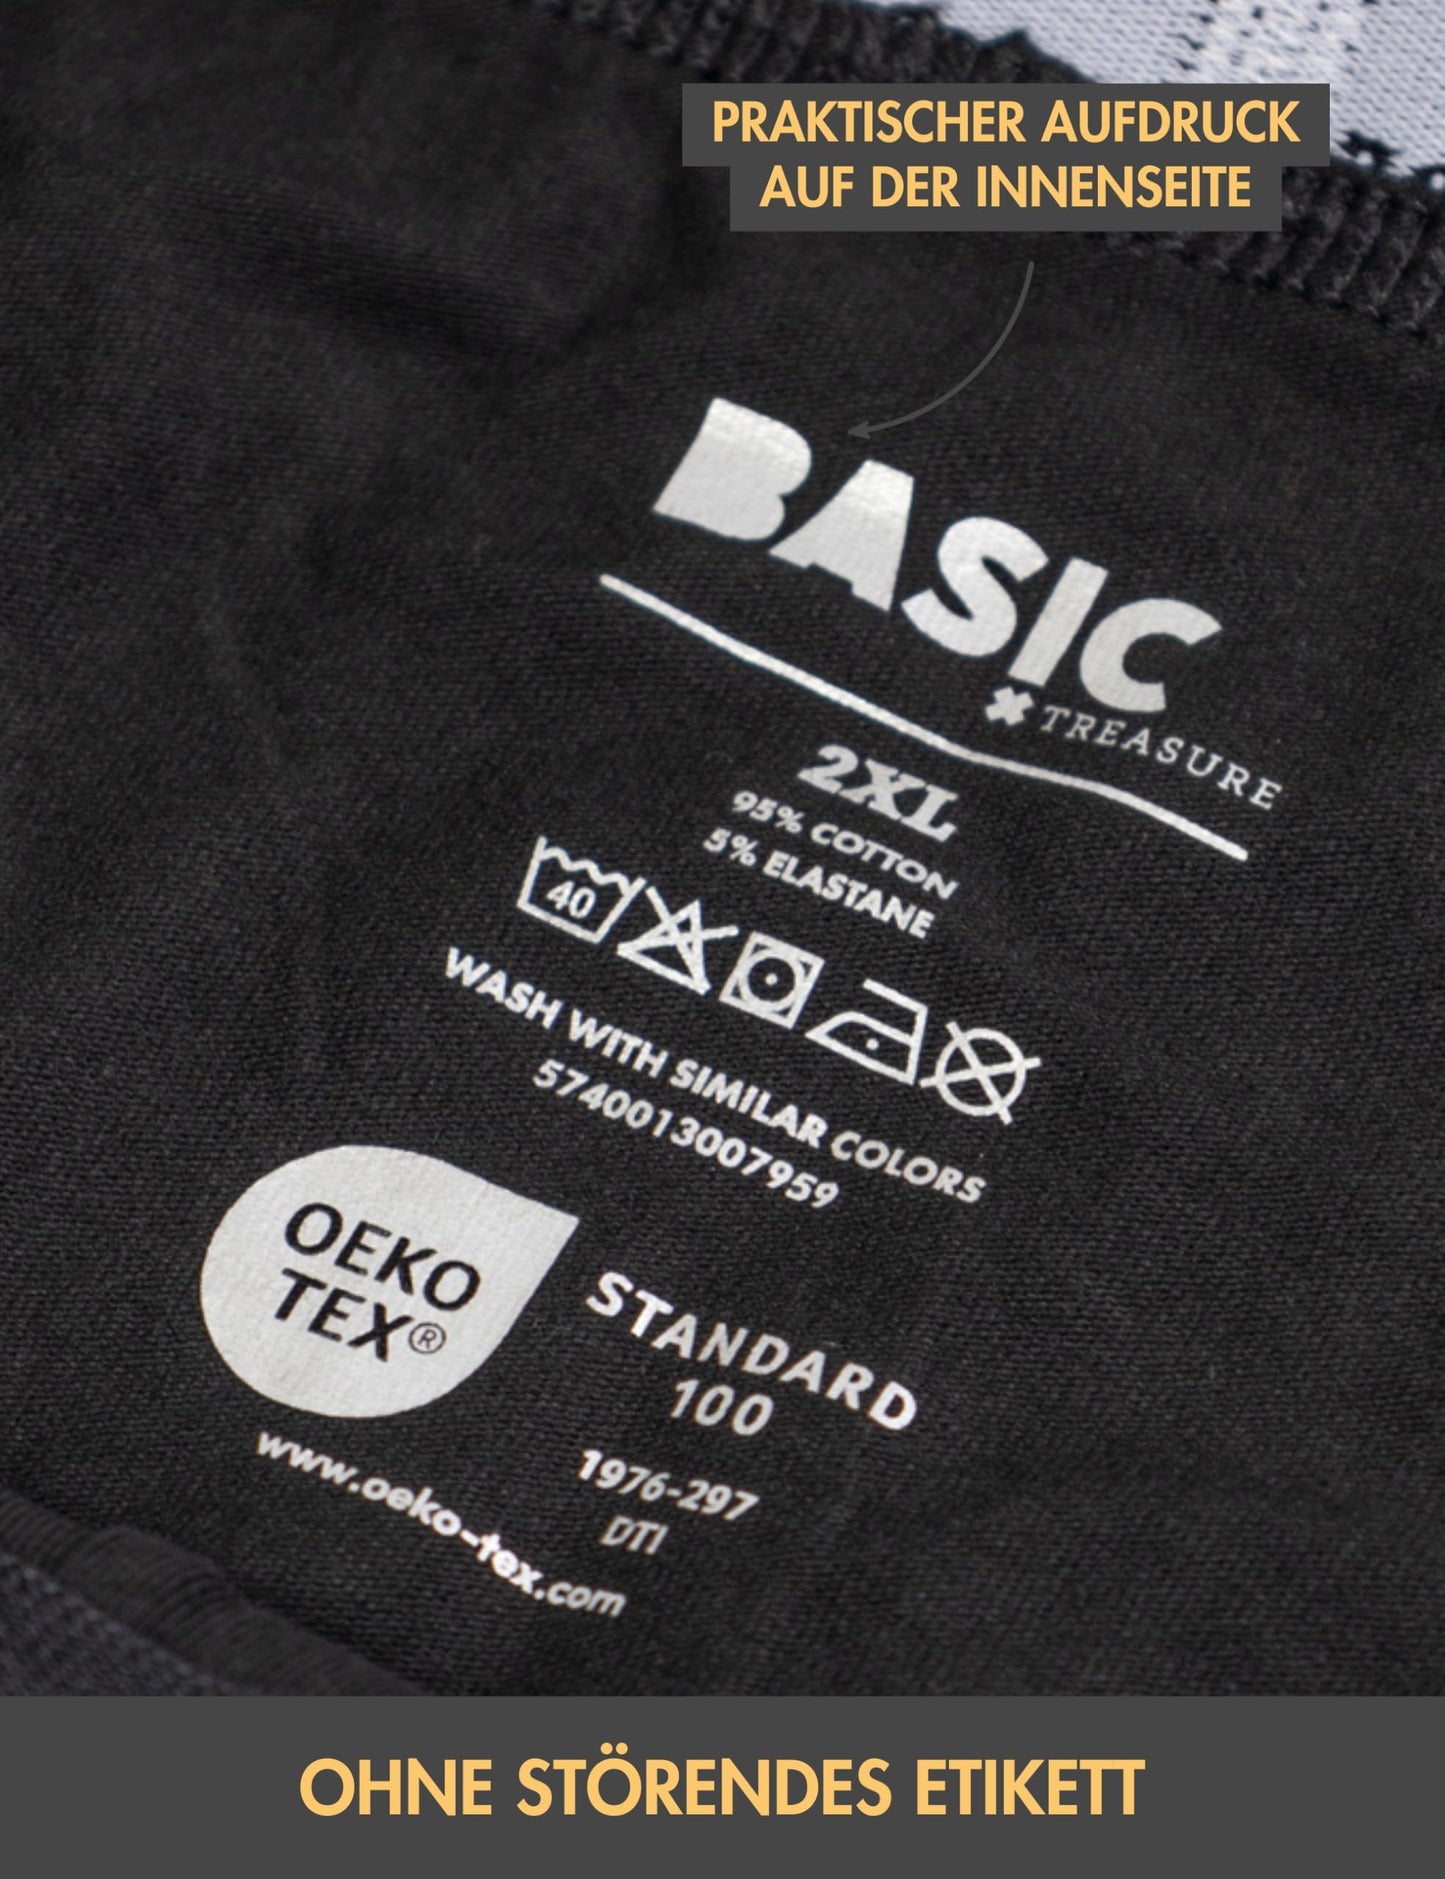 PRAKTISCHER AUFDRUCK
AUF DER INNENSEITE
BASIC
TREASURE
2XL
95% COTTON
5% ELASTANE
40
WASH WITH SIMILAR COLORS
5740013007959
OEKO
TEX®
STANDARD
100
1976-297
DTI
www.oeko-tex.com
OHNE STÖRENDES ETIKETT